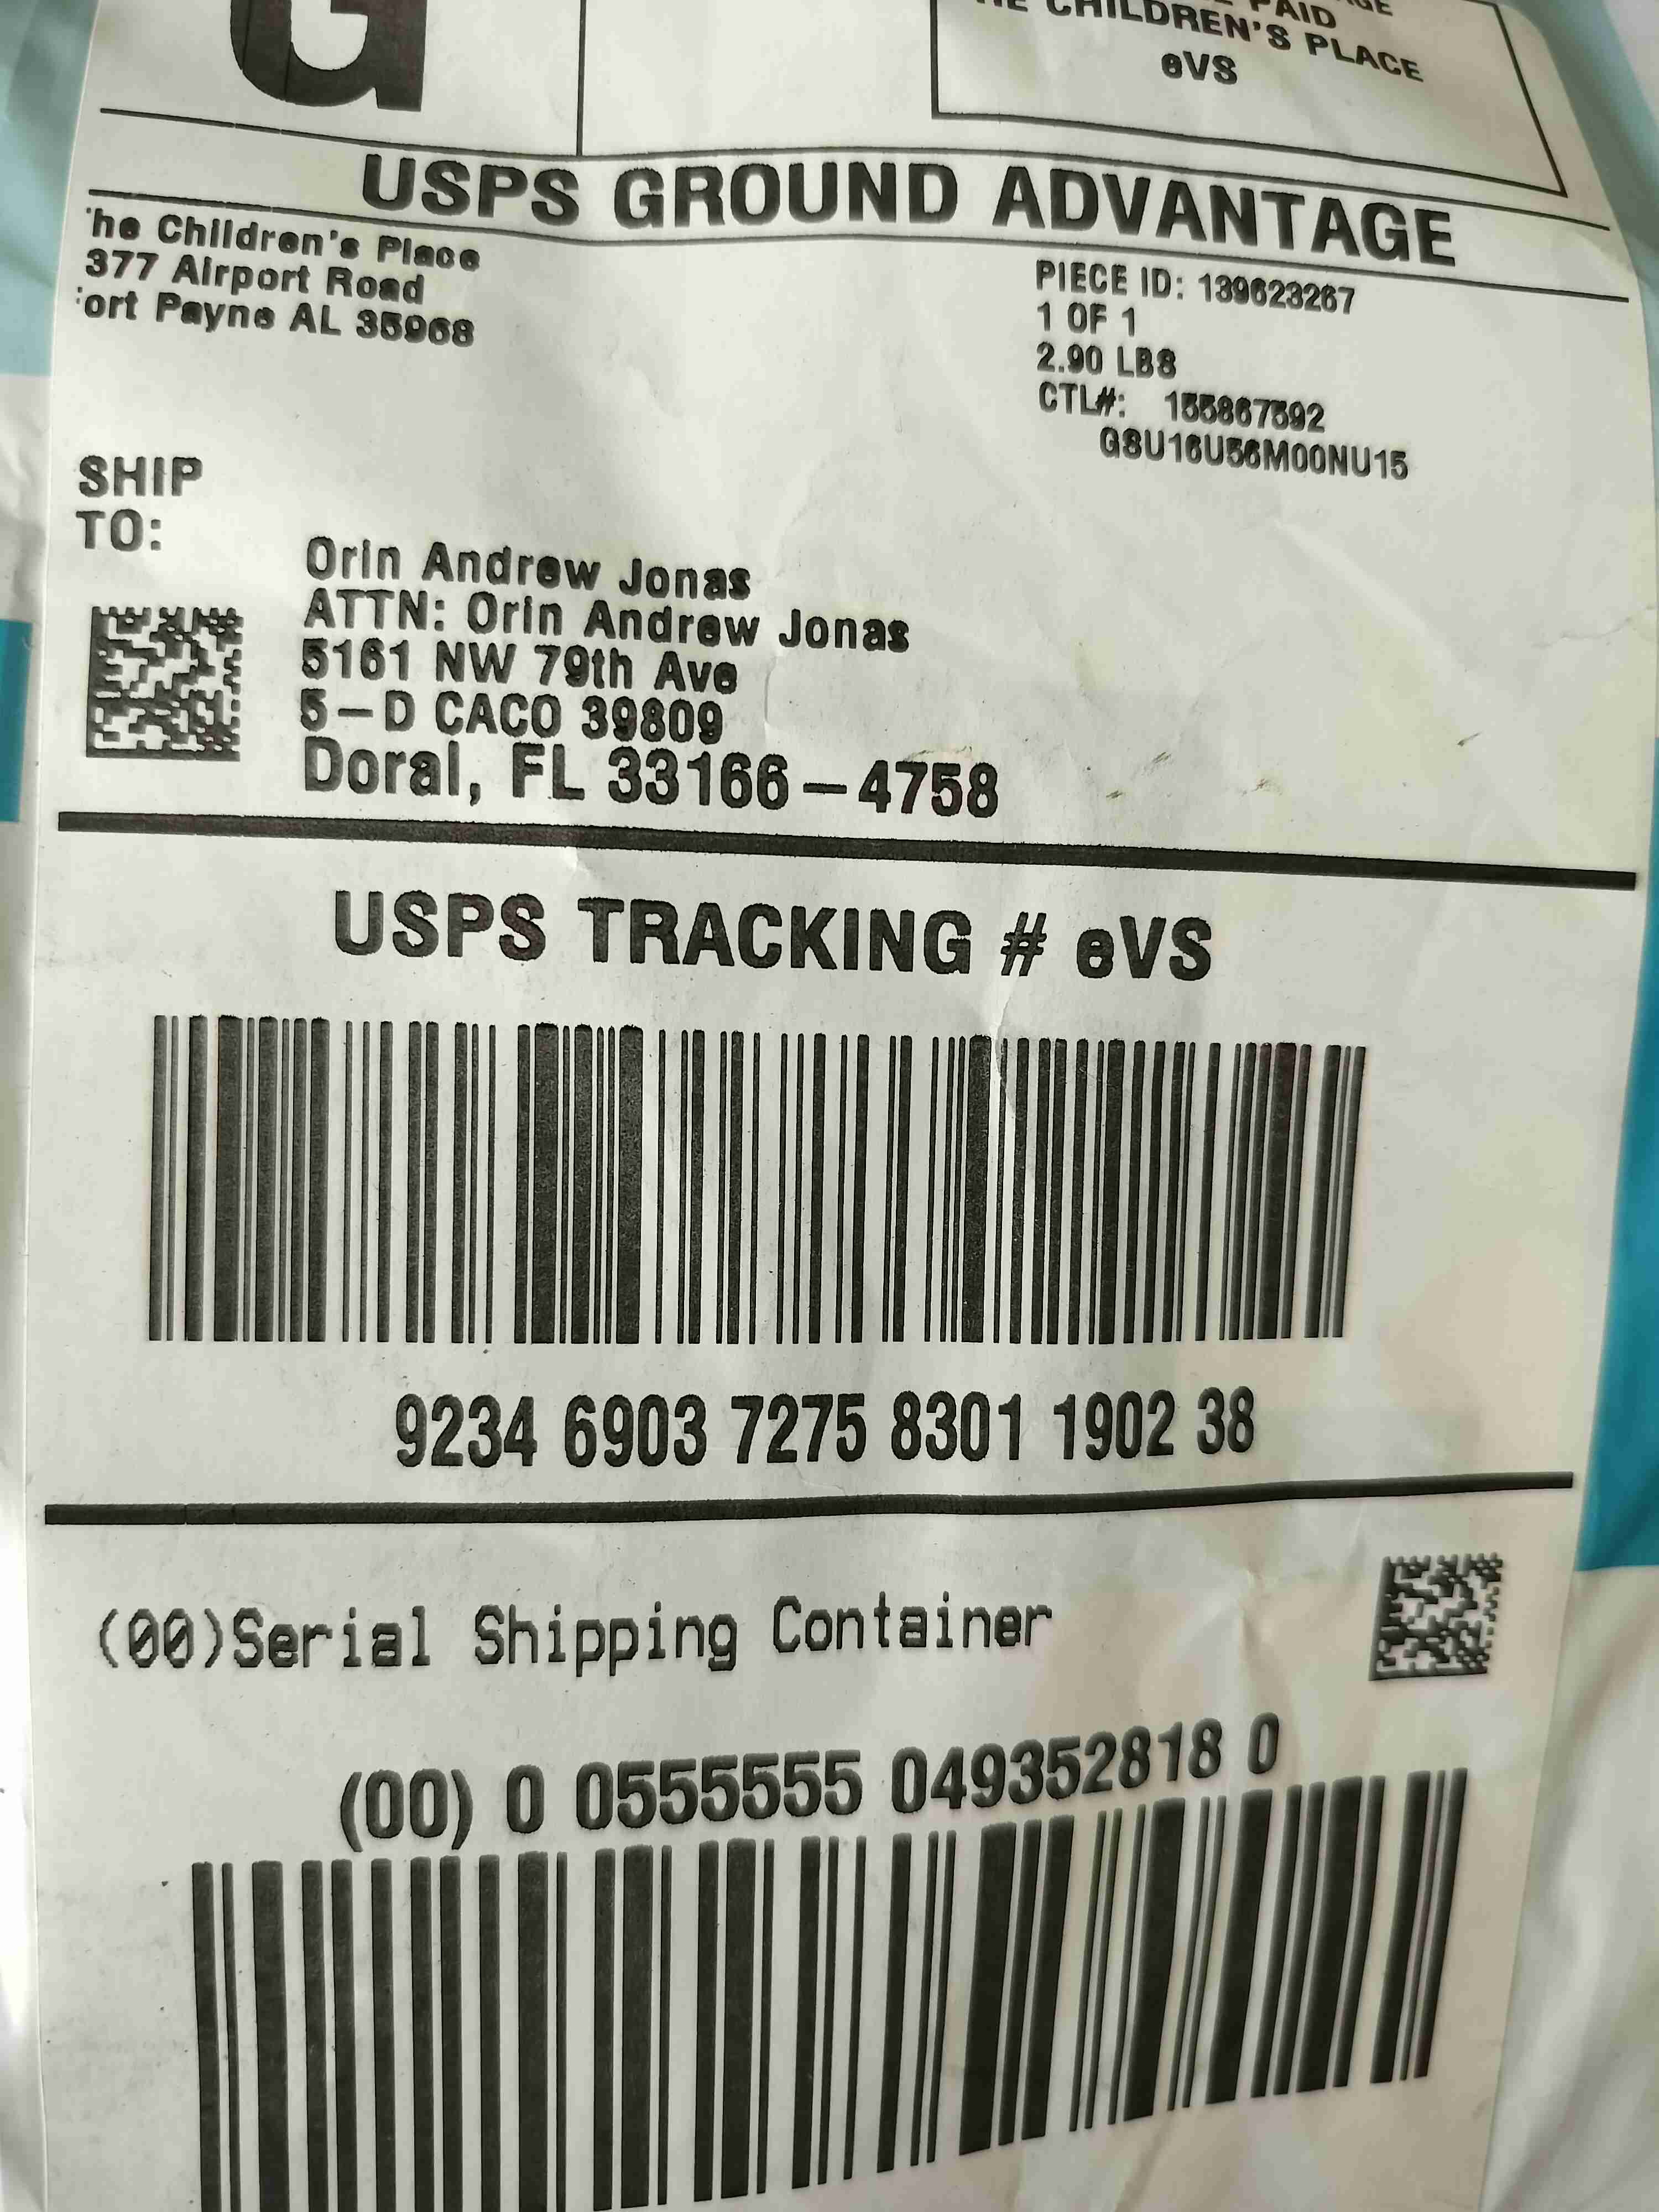 G
PAID
CHILDREN'S PLACE
eVS
USPS GROUND ADVANTAGE
he Children's Place
377 Airport Road
ort Payne AL 35968
PIECE ID: 139623267
1 OF 1
2.90 LBS
CTL#: 155867592
G8U16U56M00NU15
SHIP
TO:
Orin Andrew Jonas
ATTN: Orin Andrew Jonas
5161 NW 79th Ave
5-D CACO 39809
Doral, FL 33166-4758
USPS TRACKING # eVS
9234 6903 7275 8301 1902 38
(00)Serial Shipping Container
(00) 0 0555555 049352818 0